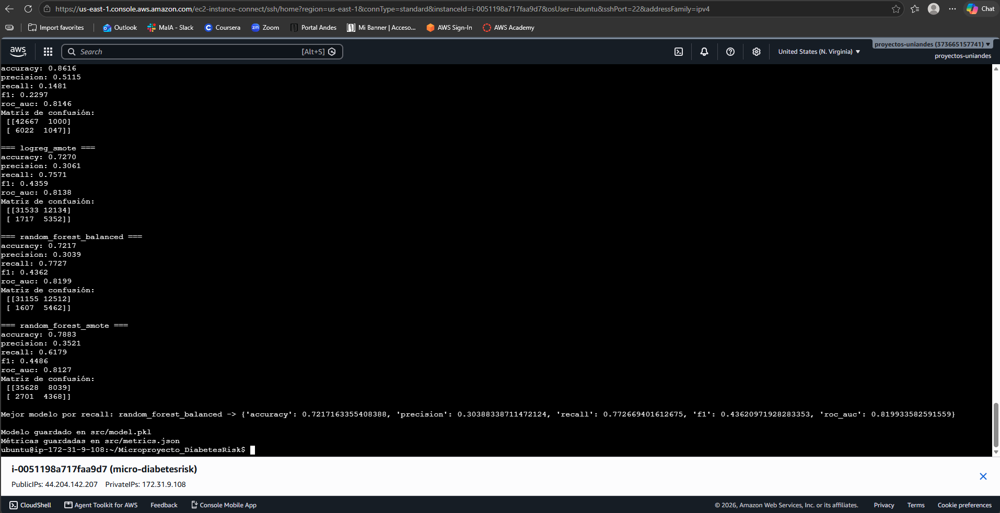 https://us-east-1.console.aws.amazon.com/ec2-instance-connect/ssh/home?region=us-east-1&connType=standard&instanceId=i-0051198a717faa9d7&osUser=ubuntu&sshPort=22&addressFamily=ipv4
Chat
Import favorites
Outlook
MaIA - Slack
Coursera
Zoom
Portal Andes
Mi Banner | Acceso...
AWS Sign-In
AWS Academy
aws
Search
[Alt+S]
United States (N. Virginia)
proyectos-uniandes (373665157741)
proyectos-uniandes
accuracy: 0.8616
precision: 0.5115
recall: 0.1481
f1: 0.2297
roc_auc: 0.8146
Matriz de confusión:
[[42667  1000]
[ 6022  1047]]
=== logreg_smote ===
accuracy: 0.7270
precision: 0.3061
recall: 0.7571
f1: 0.4359
roc_auc: 0.8138
Matriz de confusión:
[[31533 12134]
[ 1717  5352]]
=== random_forest_balanced ===
accuracy: 0.7217
precision: 0.3039
recall: 0.7727
f1: 0.4362
roc_auc: 0.8199
Matriz de confusión:
[[31155 12512]
[ 1607  5462]]
=== random_forest_smote ===
accuracy: 0.7883
precision: 0.3521
recall: 0.6179
f1: 0.4486
roc_auc: 0.8127
Matriz de confusión:
[[35628  8039]
[ 2701  4368]]
Mejor modelo por recall: random_forest_balanced -> {'accuracy': 0.7217163355408388, 'precision': 0.30388338711472124, 'recall': 0.772669401612675, 'f1': 0.43620971928283353, 'roc_auc': 0.819933582591559}
Modelo guardado en src/model.pkl
Métricas guardadas en src/metrics.json
ubuntu@ip-172-31-9-108:~/Microproyecto_DiabetesRisk$
i-0051198a717faa9d7 (micro-diabetesrisk)
PublicIPs: 44.204.142.207 PrivateIPs: 172.31.9.108
CloudShell
Agent Toolkit for AWS
Feedback
Console Mobile App
© 2026, Amazon Web Services, Inc. or its affiliates.
Privacy
Terms
Cookie preferences